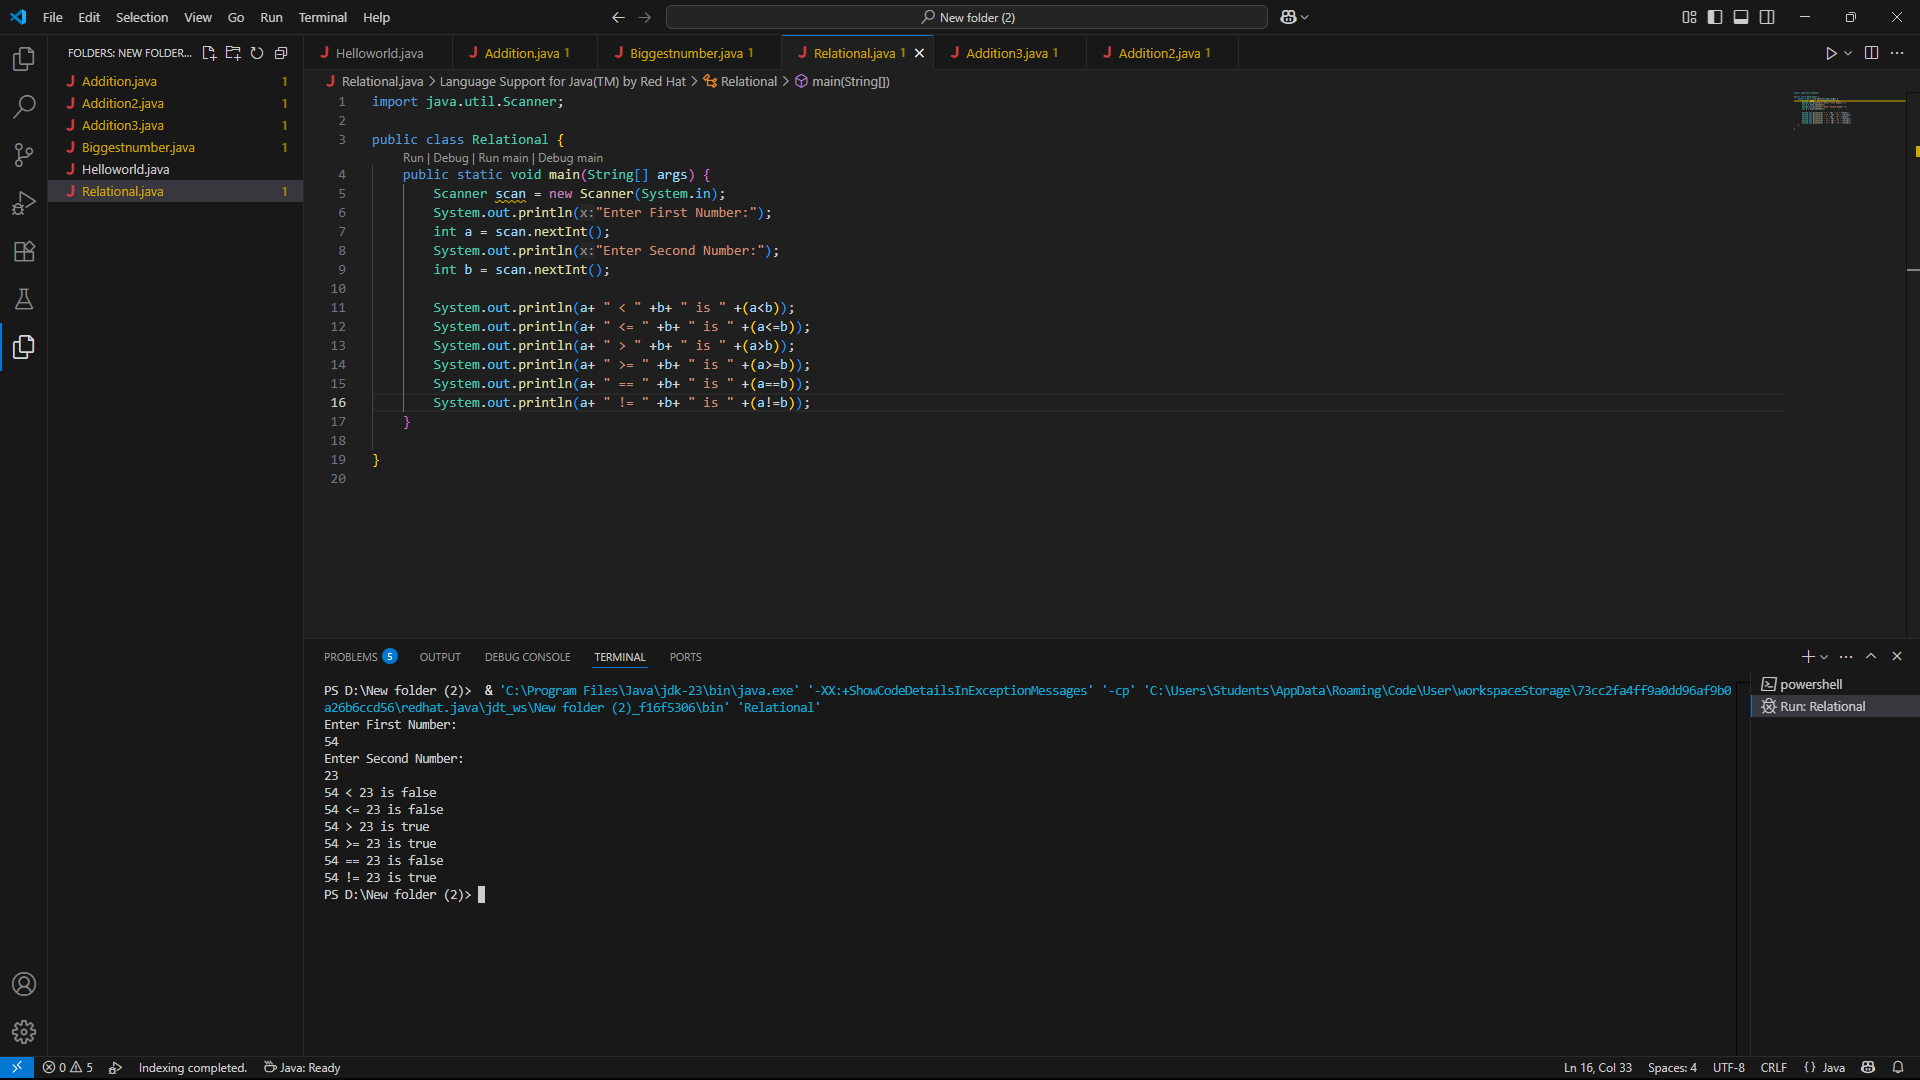 File Edit Selection View Go Run Terminal Help
New folder (2)
FOLDERS: NEW FOLDER...
Addition.java 1
Addition2.java 1
Addition3.java 1
Biggestnumber.java 1
Helloworld.java
Relational.java 1
Helloworld.java Addition.java 1 Biggestnumber.java 1 Relational.java 1 Addition3.java 1 Addition2.java 1
Relational.java > Language Support for Java(TM) by Red Hat > Relational > main(String[])
1 import java.util.Scanner;
2
3 public class Relational {
Run | Debug | Run main | Debug main
4 public static void main(String[] args) {
5 Scanner scan = new Scanner(System.in);
6 System.out.println(x:"Enter First Number:");
7 int a = scan.nextInt();
8 System.out.println(x:"Enter Second Number:");
9 int b = scan.nextInt();
10
11 System.out.println(a+ " < " +b+ " is " +(a<b));
12 System.out.println(a+ " <= " +b+ " is " +(a<=b));
13 System.out.println(a+ " > " +b+ " is " +(a>b));
14 System.out.println(a+ " >= " +b+ " is " +(a>=b));
15 System.out.println(a+ " == " +b+ " is " +(a==b));
16 System.out.println(a+ " != " +b+ " is " +(a!=b));
17 }
18
19 }
20
PROBLEMS 5 OUTPUT DEBUG CONSOLE TERMINAL PORTS
PS D:\New folder (2)> & 'C:\Program Files\Java\jdk-23\bin\java.exe' '-XX:+ShowCodeDetailsInExceptionMessages' '-cp' 'C:\Users\Students\AppData\Roaming\Code\User\workspaceStorage\73cc2fa4ff9a0dd96af9b0
a26b6ccd56\redhat.java\jdt_ws\New folder (2)_f16f5306\bin' 'Relational'
Enter First Number:
54
Enter Second Number:
23
54 < 23 is false
54 <= 23 is false
54 > 23 is true
54 >= 23 is true
54 == 23 is false
54 != 23 is true
PS D:\New folder (2)>
powershell
Run: Relational
0 5 Indexing completed. Java: Ready
Ln 16, Col 33 Spaces: 4 UTF-8 CRLF {} Java